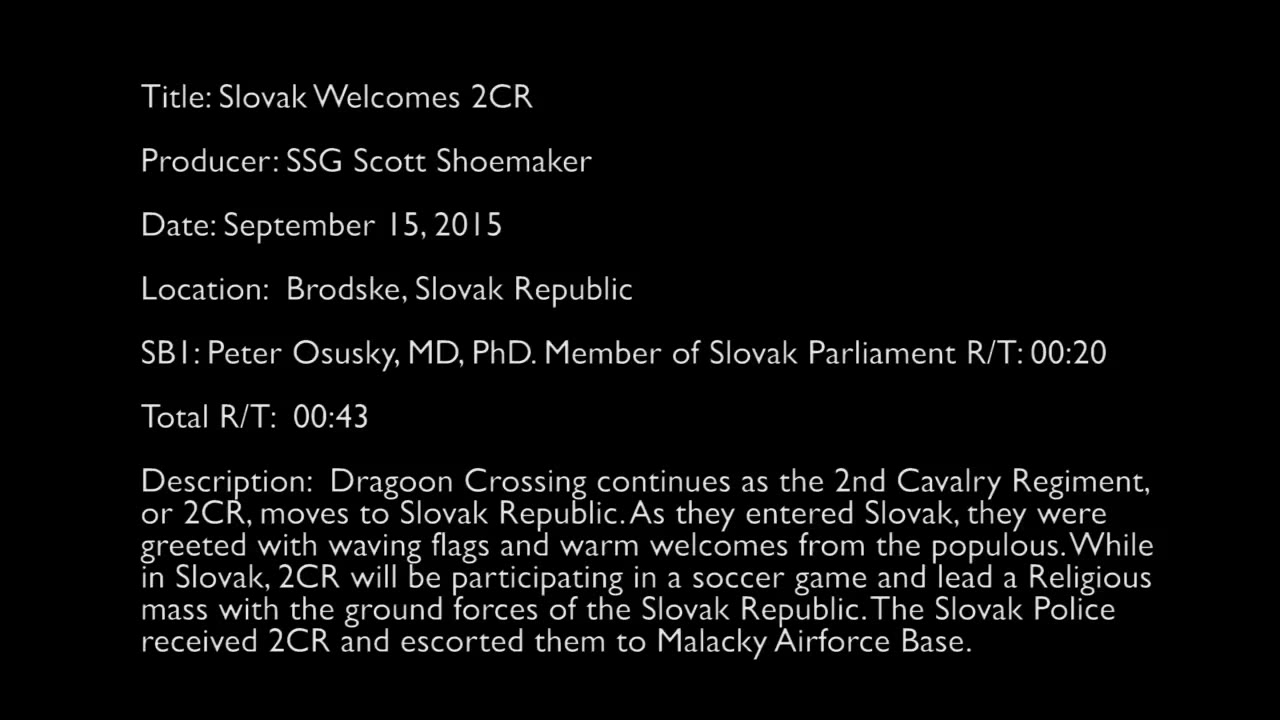 Title: Slovak Welcomes 2CR
Producer: SSG Scott Shoemaker
Date: September 15, 2015
Location:  Brodske, Slovak Republic
SB1: Peter Osusky, MD, PhD. Member of Slovak Parliament R/T: 00:20
Total R/T:  00:43
Description:  Dragoon Crossing continues as the 2nd Cavalry Regiment,
or 2CR, moves to Slovak Republic. As they entered Slovak, they were
greeted with waving flags and warm welcomes from the populous. While
in Slovak, 2CR will be participating in a soccer game and lead a Religious
mass with the ground forces of the Slovak Republic. The Slovak Police
received 2CR and escorted them to Malacky Airforce Base.